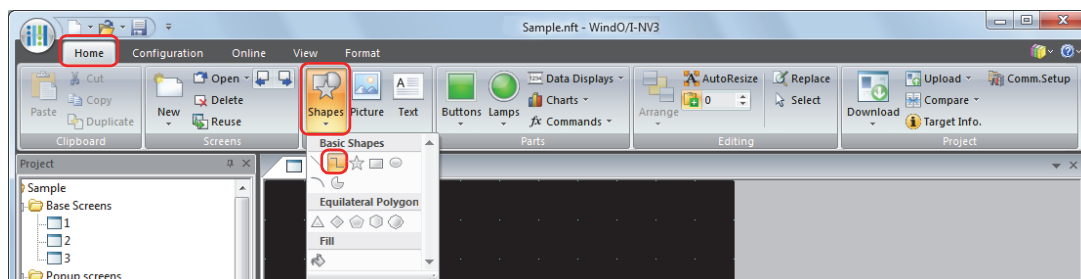 Sample.nft - WindO/I-NV3
Home Configuration Online View Format
Paste
Cut
Copy
Duplicate
Clipboard
New
Open
Delete
Reuse
Screens
Shapes
Picture
Text
1234 Data Displays
Buttons
Lamps
Charts
fx Commands
Parts
Arrange
AutoResize
0
Replace
Select
Editing
Download
Upload
Compare
Target Info.
Comm.Setup
Project
Basic Shapes
Equilateral Polygon
Fill
Project
Sample
Base Screens
1
2
3
Popup screens